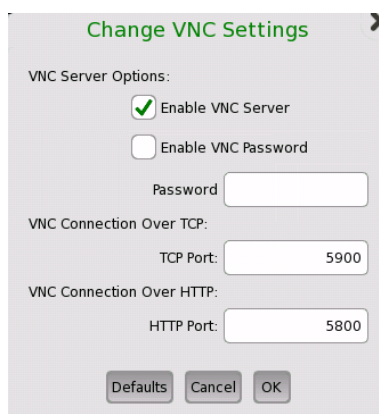 Change VNC Settings
VNC Server Options:
Enable VNC Server
Enable VNC Password
Password
VNC Connection Over TCP:
TCP Port: 5900
VNC Connection Over HTTP:
HTTP Port: 5800
Defaults Cancel OK